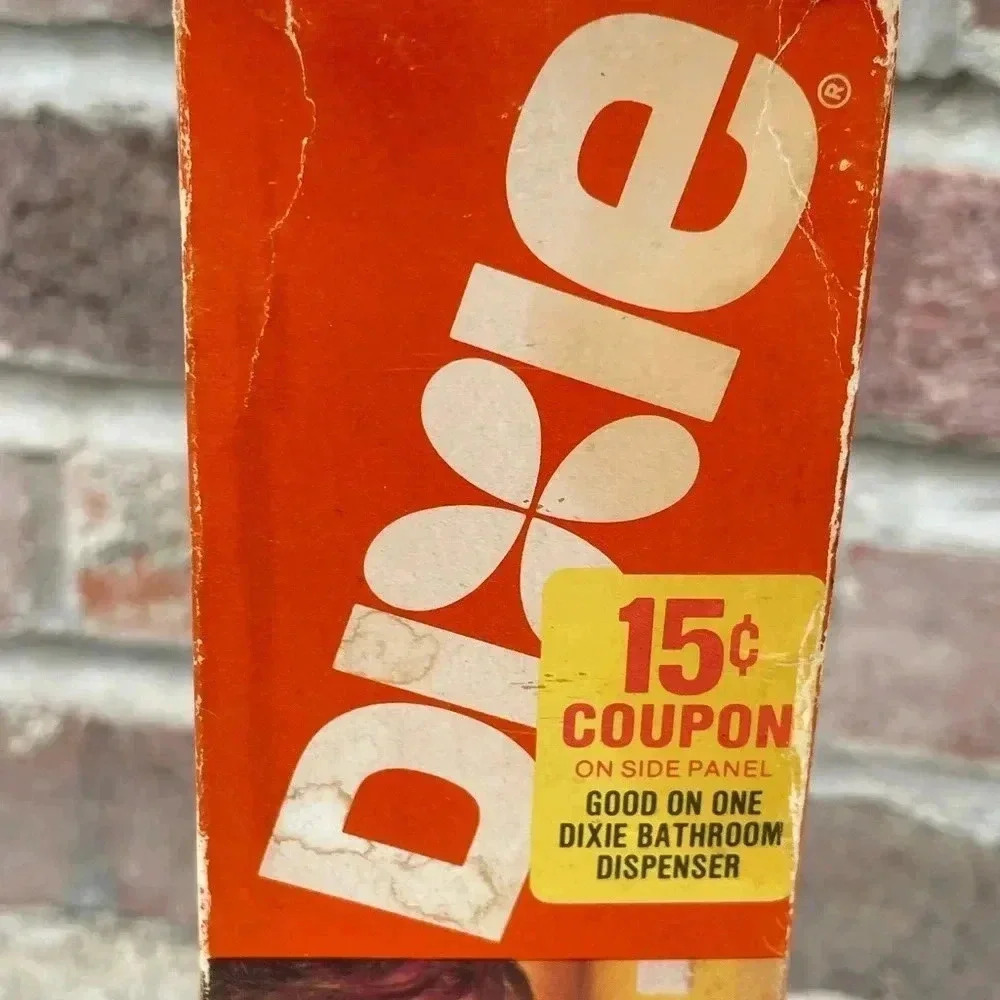 Dixie®
15¢
COUPON
ON SIDE PANEL
GOOD ON ONE
DIXIE BATHROOM
DISPENSER